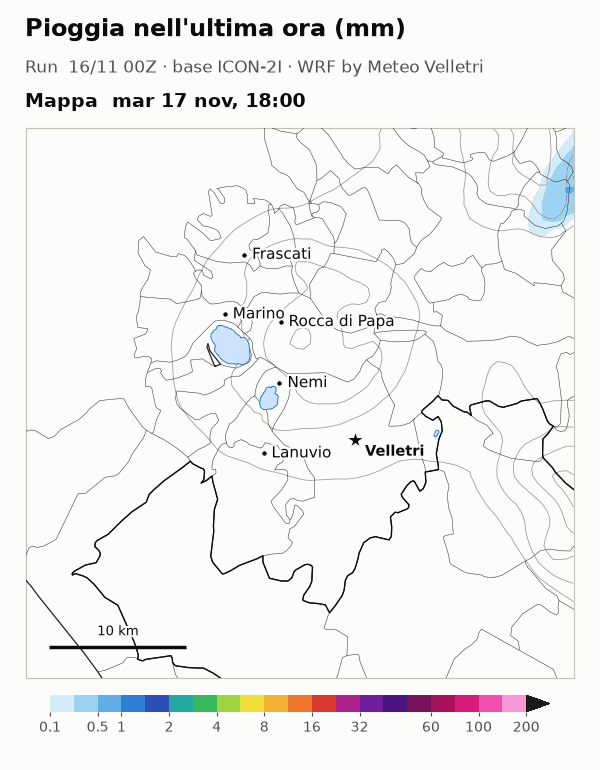 Pioggia nell'ultima ora (mm)
Run  16/11 00Z · base ICON-2I · WRF by Meteo Velletri
Mappa  mar 17 nov, 18:00
Frascati
Marino
Rocca di Papa
Nemi
Velletri
Lanuvio
10 km
0.1 0.5 1 2 4 8 16 32 60 100 200